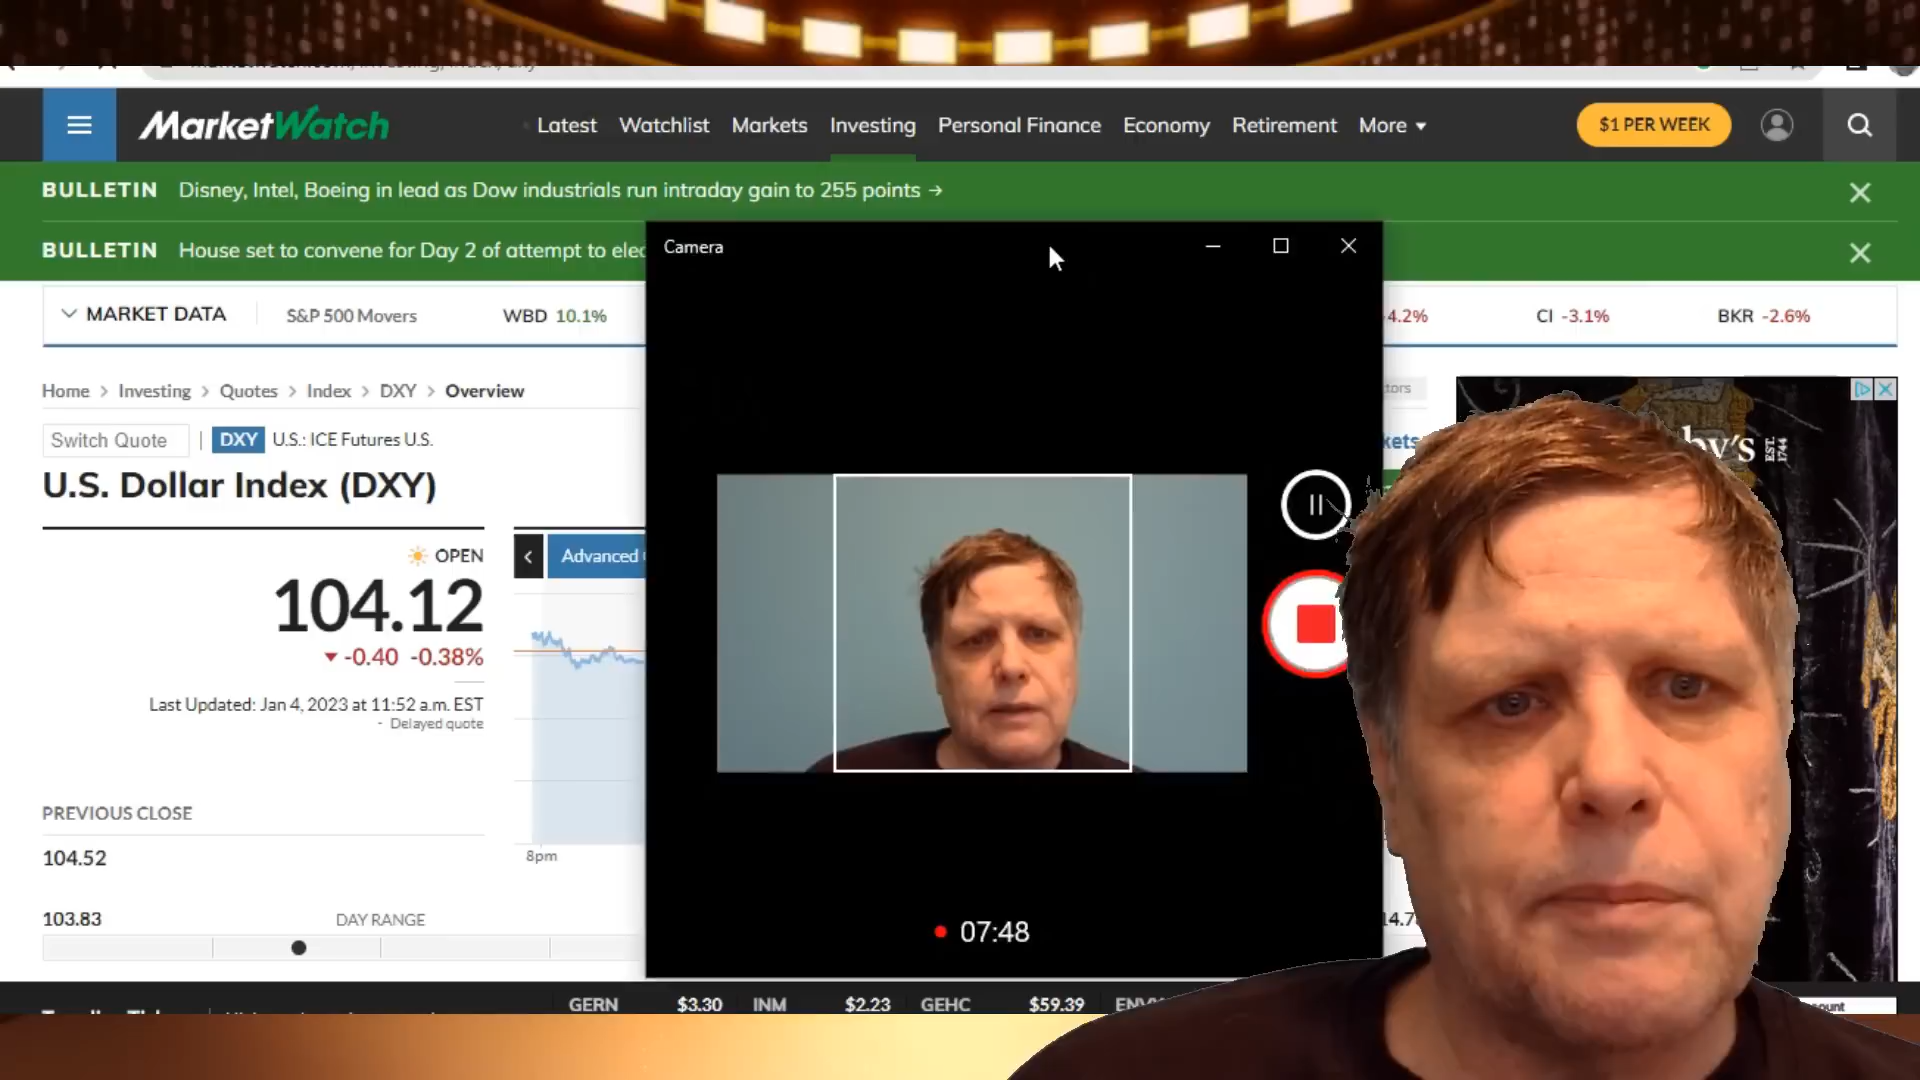 MarketWatch
Latest Watchlist Markets Investing Personal Finance Economy Retirement More
$1 PER WEEK
BULLETIN Disney, Intel, Boeing in lead as Dow industrials run intraday gain to 255 points →
BULLETIN House set to convene for Day 2 of attempt to
Camera
MARKET DATA S&P 500 Movers WBD 10.1% CI -3.1% BKR -2.6%
Home > Investing > Quotes > Index > DXY > Overview
Switch Quote | DXY U.S.: ICE Futures U.S.
U.S. Dollar Index (DXY)
OPEN
Advanced
104.12
-0.40 -0.38%
Last Updated: Jan 4, 2023 at 11:52 a.m. EST
- Delayed quote
EST. 1744
PREVIOUS CLOSE
104.52
8pm
103.83 DAY RANGE
07:48
GERN $3.30 INM $2.23 GEHC $59.39